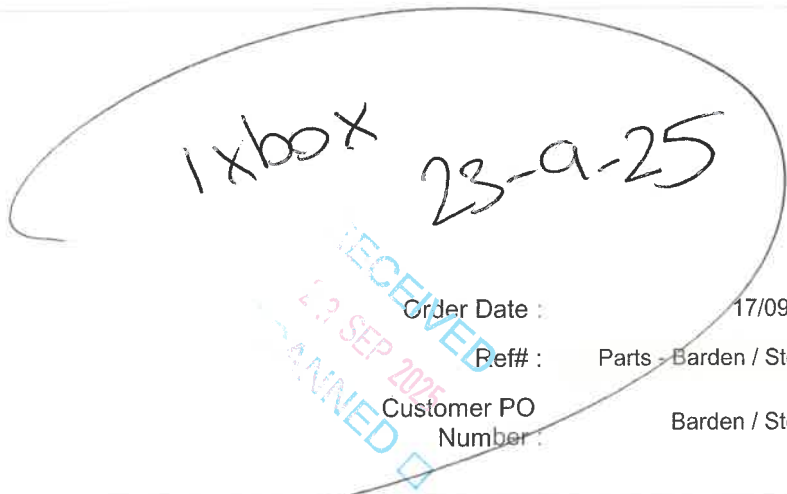 1xbox
23-9-25
RECEIVED
23 SEP 2025
SCANNED
Order Date : 17/09
Ref# : Parts - Barden / St
Customer PO Number : Barden / St